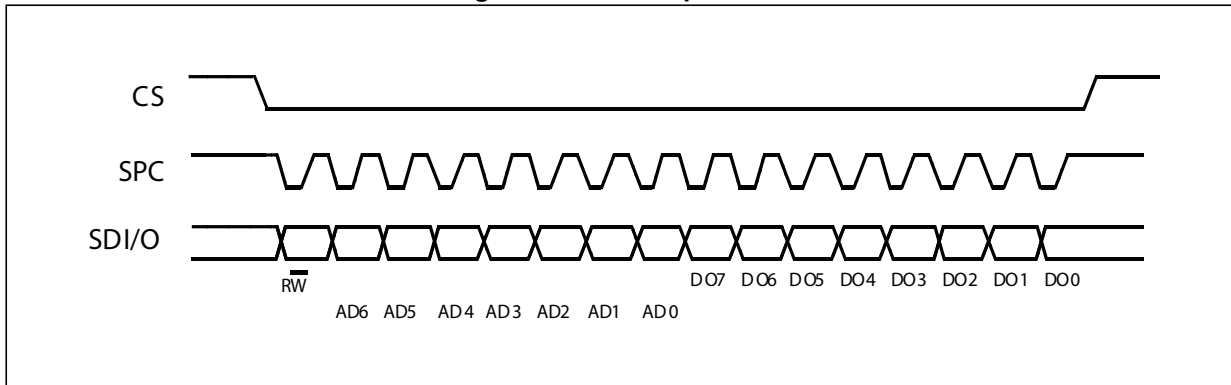 CS
SPC
SDI/O
RW
DO7 DO6 DO5 DO4 DO3 DO2 DO1 DO0
AD6 AD5 AD4 AD3 AD2 AD1 AD0